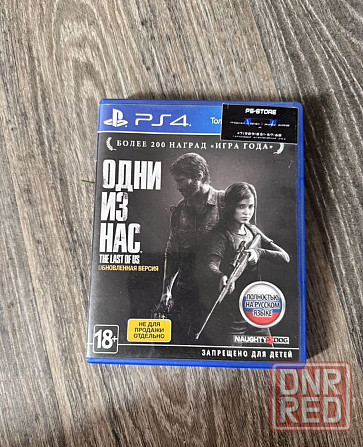 PS4
Тол
PS-STORE
БОЛЕЕ 200 НАГРАД «ИГРА ГОДА»
ОДНИ
ИЗ
НАС
THE LAST OF US
ОБНОВЛЕННАЯ ВЕРСИЯ
ПОЛНОСТЬЮ
НА РУССКОМ
ЯЗЫКЕ
НЕ ДЛЯ
ПРОДАЖИ
ОТДЕЛЬНО
18+
NAUGHTY DOG
ЗАПРЕЩЕНО ДЛЯ ДЕТЕЙ
DNR
RED